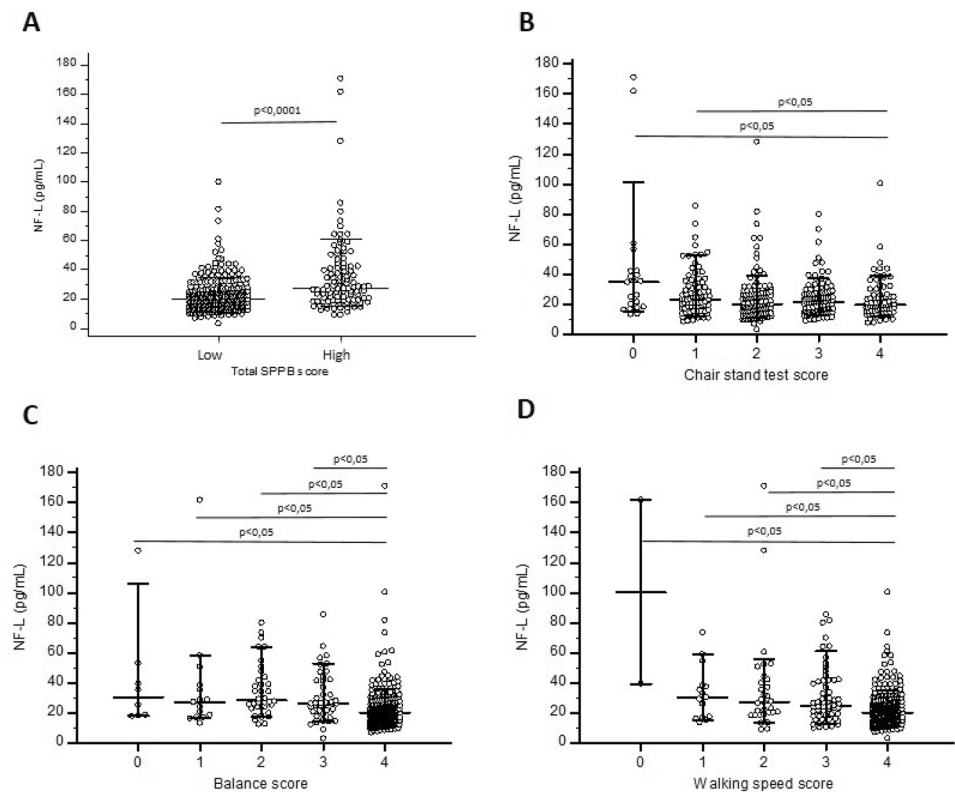 A
NF-L (pg/mL)
180
160
140
120
100
80
60
40
20
0
p<0,0001
Low High
Total SPPB score
B
NF-L (pg/mL)
180
160
140
120
100
80
60
40
20
0
p<0,05
p<0,05
0 1 2 3 4
Chair stand test score
C
NF-L (pg/mL)
180
160
140
120
100
80
60
40
20
0
p<0,05
p<0,05
p<0,05
p<0,05
0 1 2 3 4
Balance score
D
NF-L (pg/mL)
180
160
140
120
100
80
60
40
20
0
p<0,05
p<0,05
p<0,05
p<0,05
0 1 2 3 4
Walking speed score